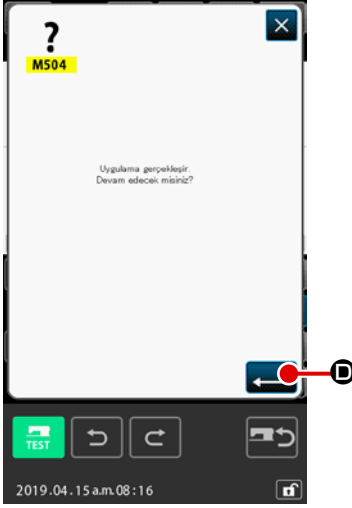 ?
M504
Uygulama gerçekleşir.
Devam edecek misiniz?
D
TEST
2019.04.15 a.m. 08:16